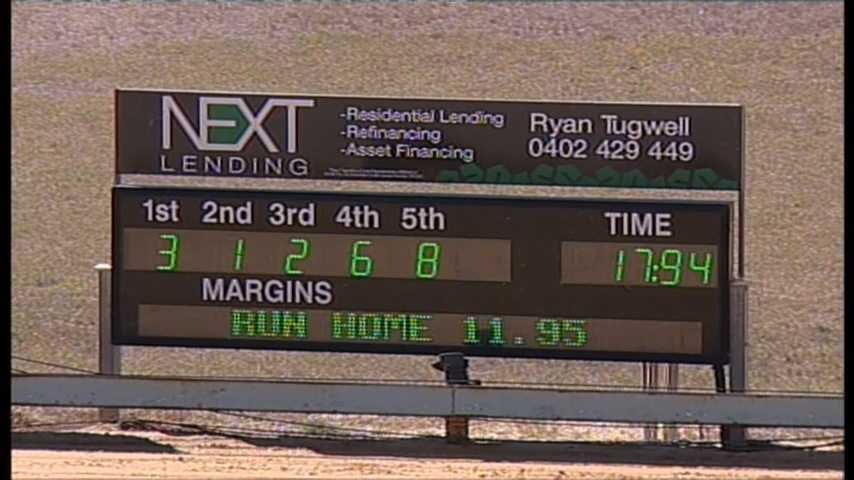 NEXT
LENDING
-Residential Lending
-Refinancing
-Asset Financing
Ryan Tugwell
0402 429 449
1st 2nd 3rd 4th 5th TIME
3 1 2 6 8 17:94
MARGINS
RUN HOME 11.95